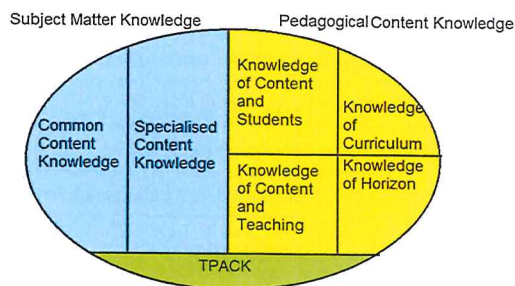 Subject Matter Knowledge
Pedagogical Content Knowledge
Common
Content
Knowledge
Specialised
Content
Knowledge
Knowledge
of Content
and
Students
Knowledge
of
Curriculum
Knowledge
of Content
and
Teaching
Knowledge
of Horizon
TPACK